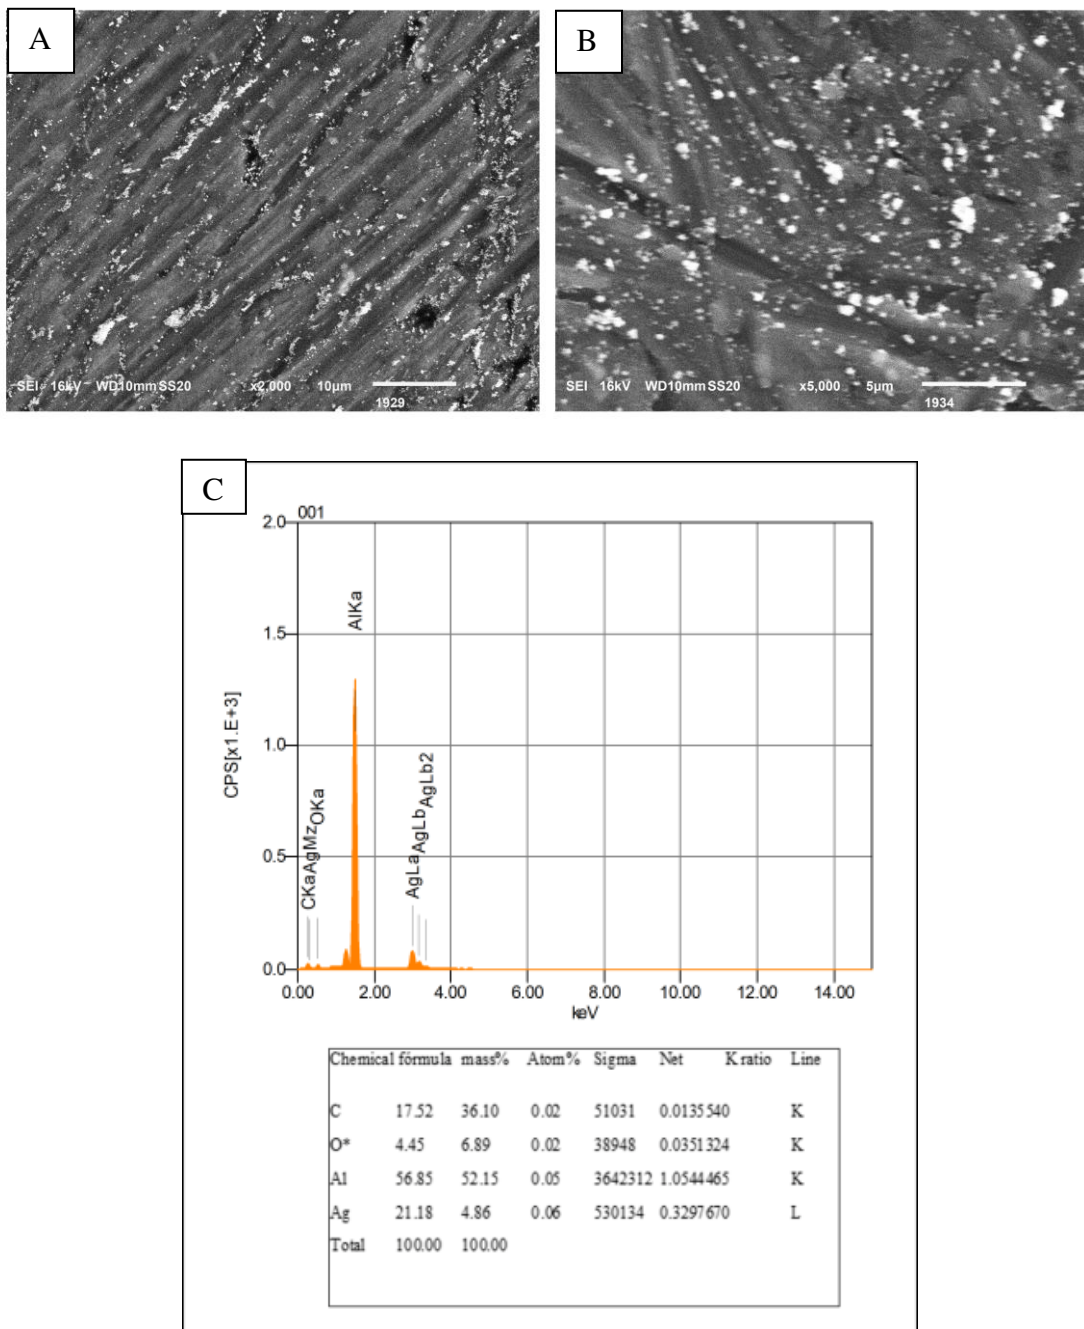 A
SEI 16kV WD10mm SS20 x2,000 10μm
1929
B
SEI 16kV WD10mm SS20 x5,000 5μm
1934
C
001
2.0
1.5
1.0
0.5
0.0
CPS[x1.E+3]
CKa AgMz OKa
AlKa
AgLa AgLb AgLb2
0.00 2.00 4.00 6.00 8.00 10.00 12.00 14.00
keV
Chemical fórmula mass% Atom% Sigma Net K ratio Line
C 17.52 36.10 0.02 51031 0.0135540 K
O* 4.45 6.89 0.02 38948 0.0351324 K
Al 56.85 52.15 0.05 3642312 1.0544465 K
Ag 21.18 4.86 0.06 530134 0.3297670 L
Total 100.00 100.00